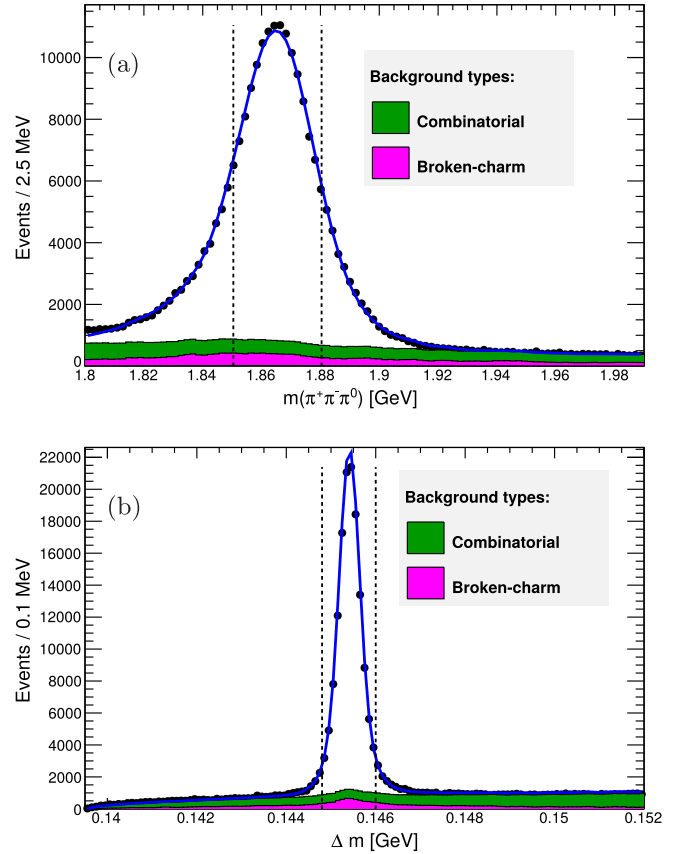 10000
8000
6000
4000
2000
0
Events / 2.5 MeV
(a)
Background types:
Combinatorial
Broken-charm
1.8 1.82 1.84 1.86 1.88 1.9 1.92 1.94 1.96 1.98
m(π⁺π⁻π⁰) [GeV]
22000
20000
18000
16000
14000
12000
10000
8000
6000
4000
2000
0
Events / 0.1 MeV
(b)
Background types:
Combinatorial
Broken-charm
0.14 0.142 0.144 0.146 0.148 0.15 0.152
Δ m [GeV]